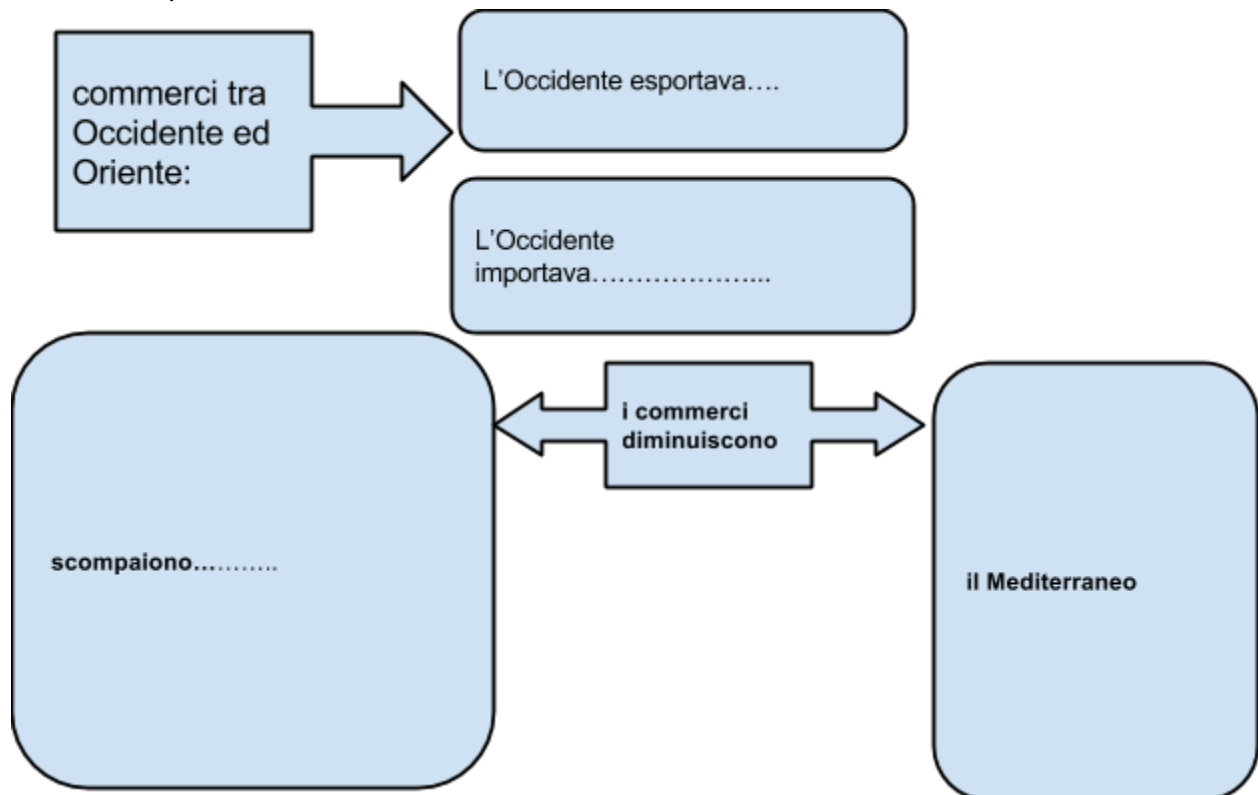 commerci tra
Occidente ed
Oriente:
L'Occidente esportava….
L'Occidente
importava…………………...
i commerci
diminuiscono
scompaiono…………..
il Mediterraneo